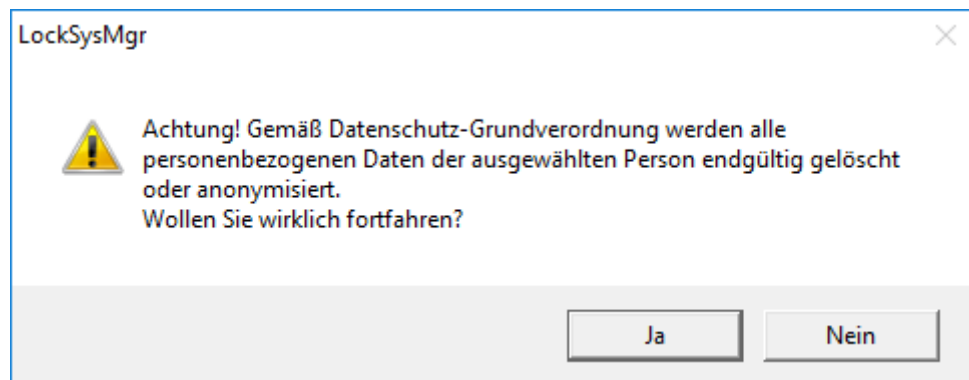 LockSysMgr
Achtung! Gemäß Datenschutz-Grundverordnung werden alle
personenbezogenen Daten der ausgewählten Person endgültig gelöscht
oder anonymisiert.
Wollen Sie wirklich fortfahren?
Ja
Nein